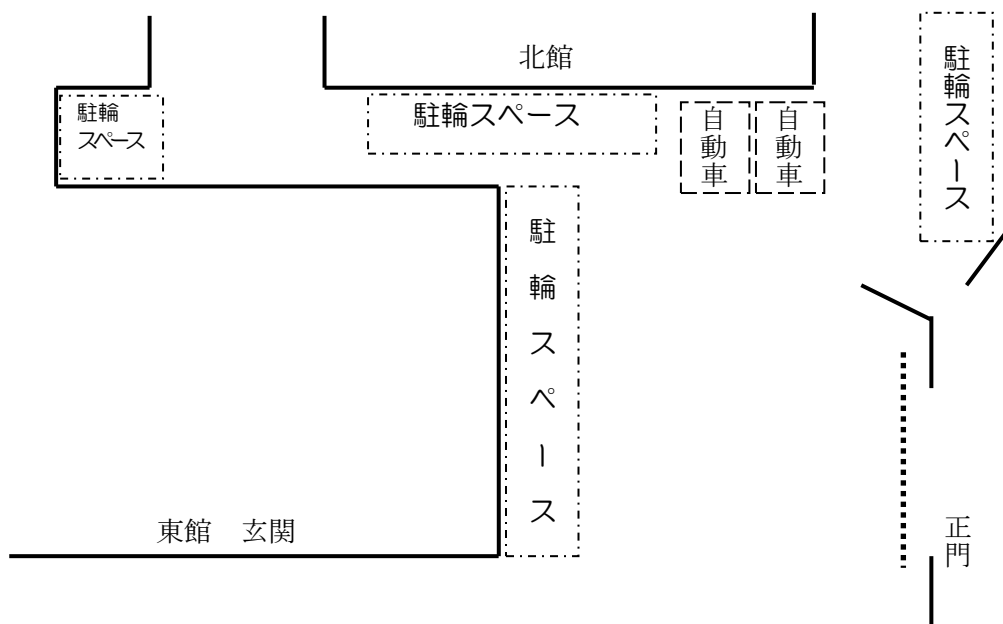 北館
駐輪
スペース
駐輪スペース
自動車
自動車
駐輪スペース
駐輪スペース
東館 玄関
正門